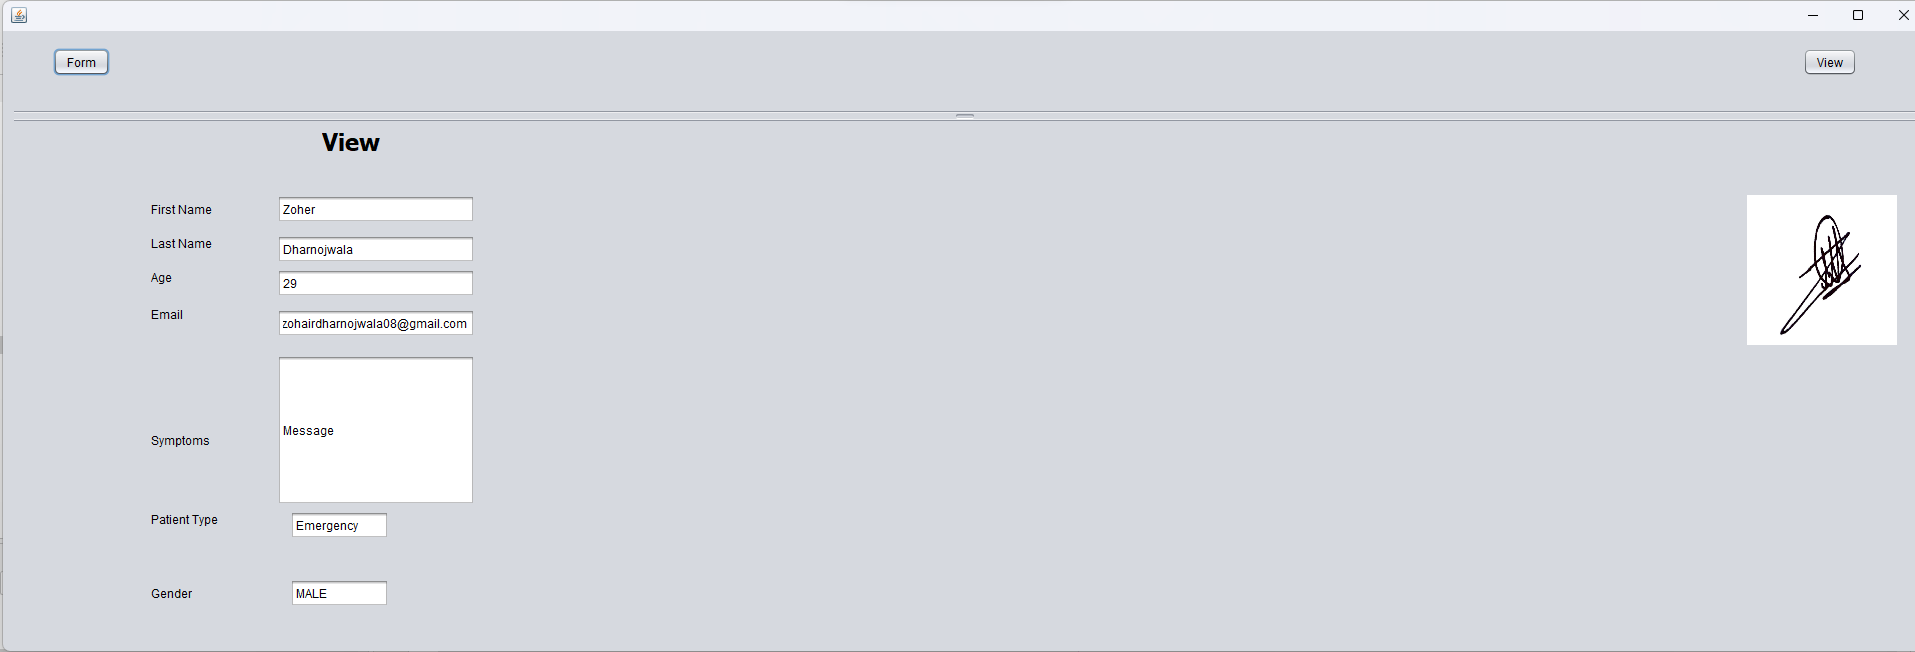 Form
View
View
First Name Zoher
Last Name Dharnojwala
Age 29
Email zohairdharnojwala08@gmail.com
Symptoms Message
Patient Type Emergency
Gender MALE